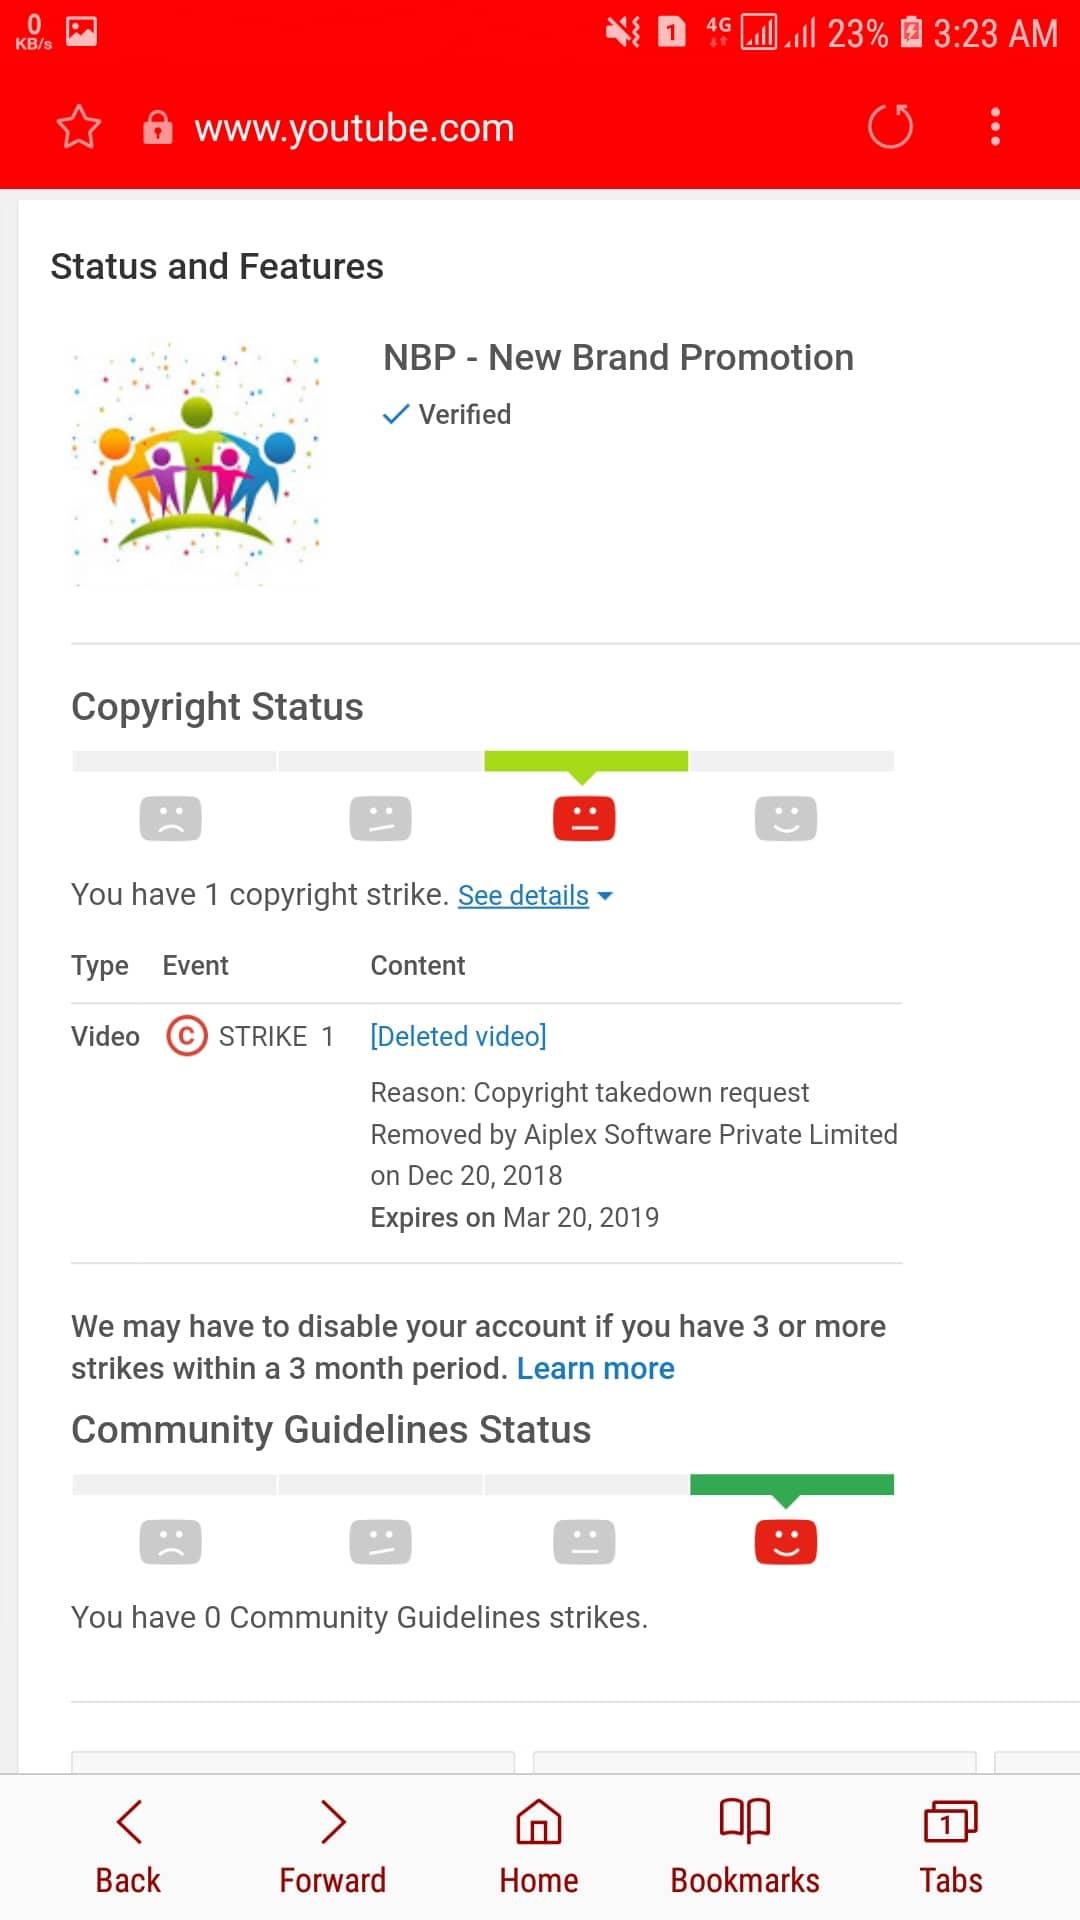 0
KB/s
1
4G
23%
3:23 AM
www.youtube.com
Status and Features
NBP - New Brand Promotion
Verified
Copyright Status
You have 1 copyright strike. See details
Type Event Content
Video C STRIKE 1 [Deleted video]
Reason: Copyright takedown request
Removed by Aiplex Software Private Limited
on Dec 20, 2018
Expires on Mar 20, 2019
We may have to disable your account if you have 3 or more
strikes within a 3 month period. Learn more
Community Guidelines Status
You have 0 Community Guidelines strikes.
1
Back Forward Home Bookmarks Tabs